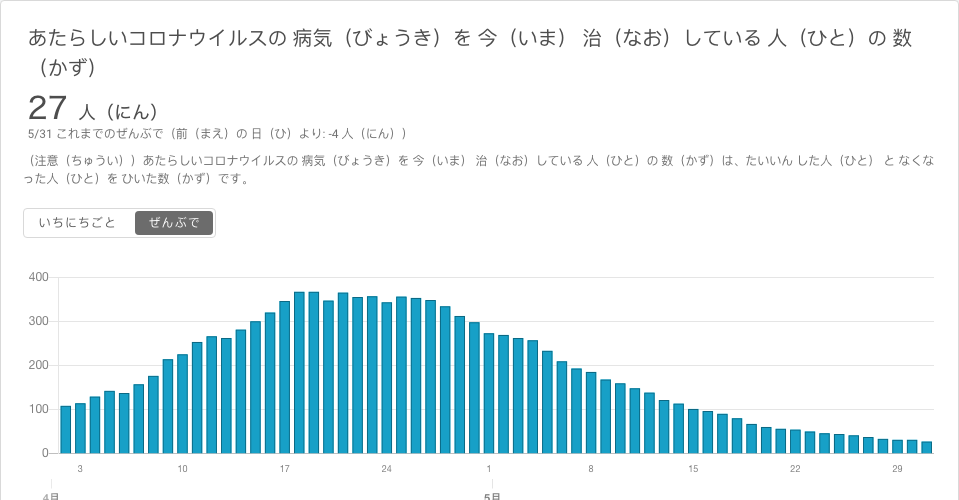 あたらしいコロナウイルスの 病気（びょうき）を 今（いま） 治（なお）している 人（ひと）の 数
（かず）
27 人（にん）
5/31 これまでのぜんぶで（前（まえ）の 日（ひ）より: -4 人（にん））
（注意（ちゅうい））あたらしいコロナウイルスの 病気（びょうき）を 今（いま） 治（なお）している 人（ひと）の 数（かず）は、たいいん した人（ひと） と なくな
った人（ひと）を ひいた数（かず）です。
いちにちごと ぜんぶで
400
300
200
100
0
3 10 17 24 1 8 15 22 29
4月 5月